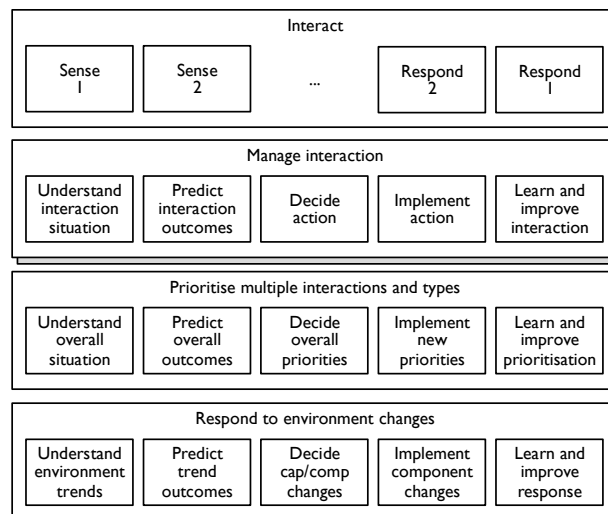 Interact
Sense
1
Sense
2
...
Respond
2
Respond
1
Manage interaction
Understand
interaction
situation
Predict
interaction
outcomes
Decide
action
Implement
action
Learn and
improve
interaction
Prioritise multiple interactions and types
Understand
overall
situation
Predict
overall
outcomes
Decide
overall
priorities
Implement
new
priorities
Learn and
improve
prioritisation
Respond to environment changes
Understand
environment
trends
Predict
trend
outcomes
Decide
cap/comp
changes
Implement
component
changes
Learn and
improve
response